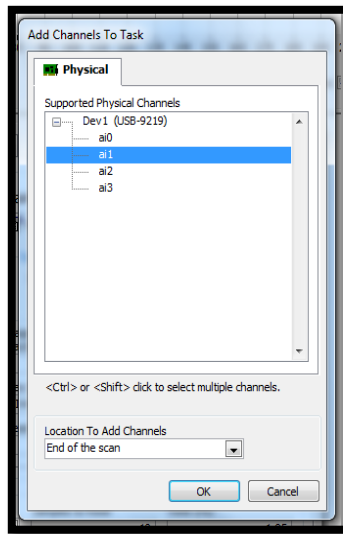 Add Channels To Task
Physical
Supported Physical Channels
Dev1 (USB-9219)
ai0
ai1
ai2
ai3
<Ctrl> or <Shift> click to select multiple channels.
Location To Add Channels
End of the scan
OK Cancel